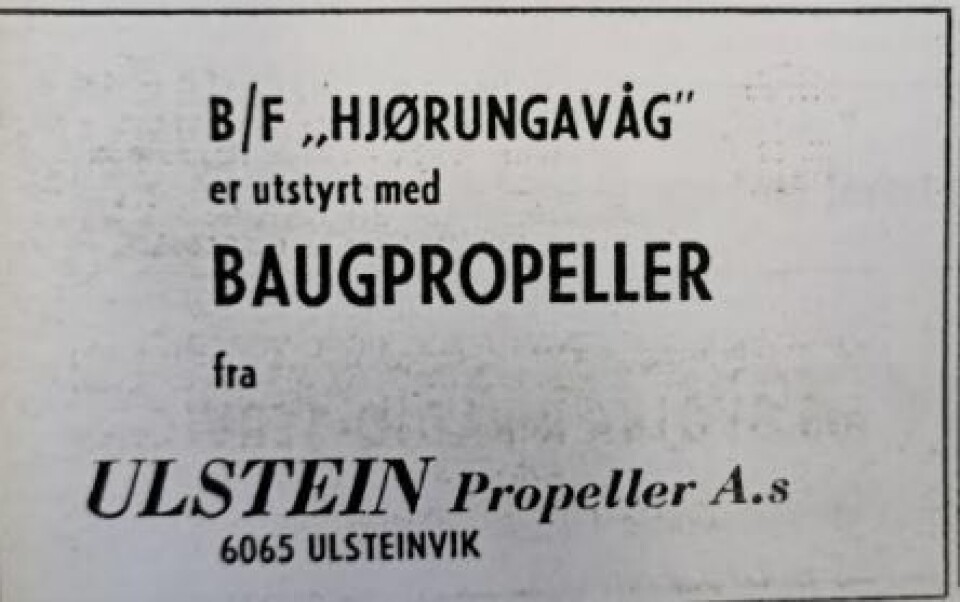 B/F „HJØRUNGAVÅG"
er utstyrt med
BAUGPROPELLER
fra
ULSTEIN Propeller A.s
6065 ULSTEINVIK